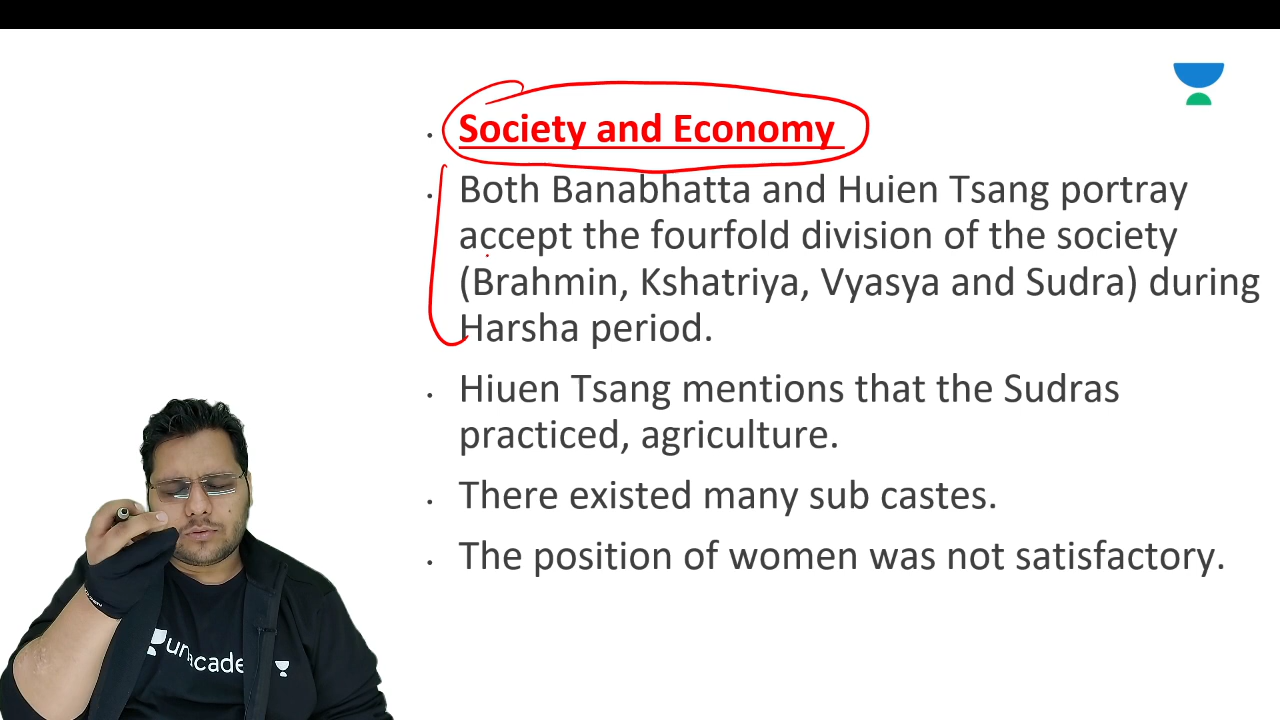 Society and Economy
Both Banabhatta and Huien Tsang portray
accept the fourfold division of the society
(Brahmin, Kshatriya, Vyasya and Sudra) during
Harsha period.
Hiuen Tsang mentions that the Sudras
practiced, agriculture.
There existed many sub castes.
The position of women was not satisfactory.